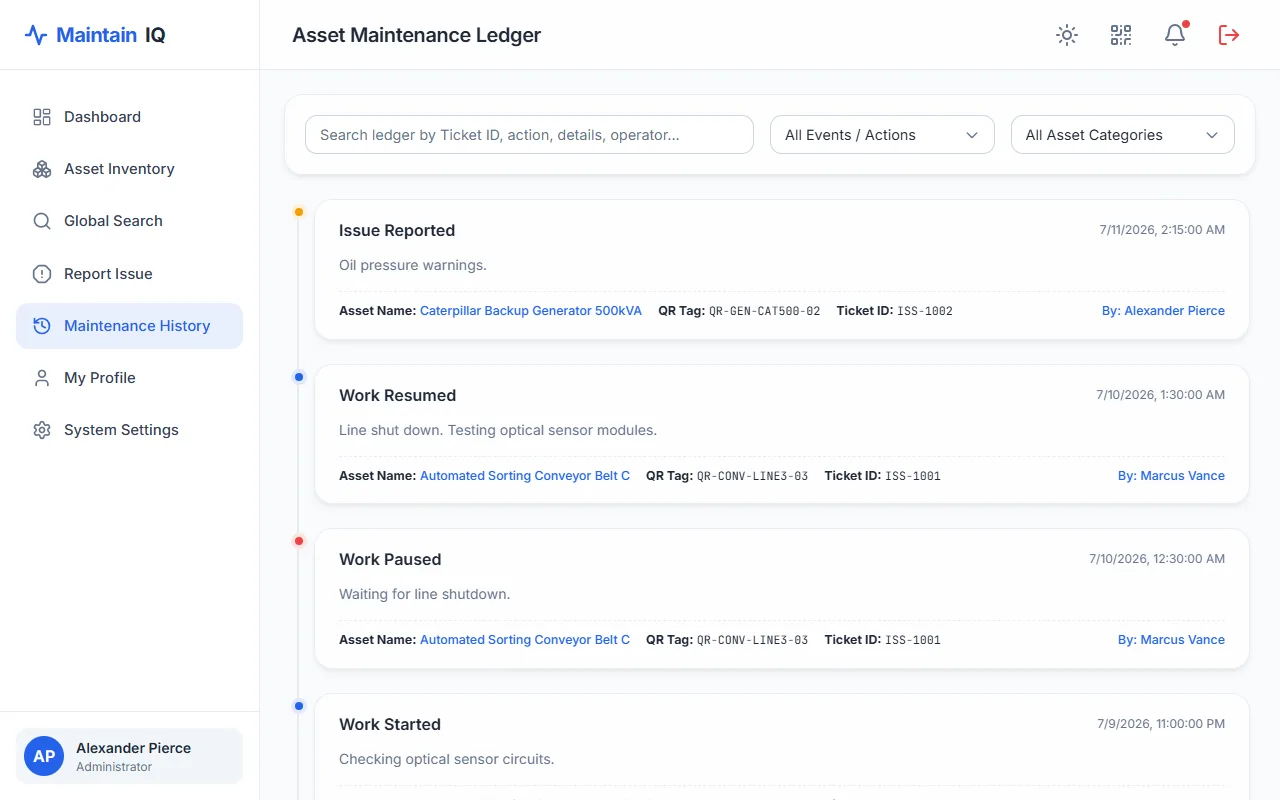 Maintain IQ
Asset Maintenance Ledger
Dashboard
Asset Inventory
Global Search
Report Issue
Maintenance History
My Profile
System Settings
AP
Alexander Pierce
Administrator
Search ledger by Ticket ID, action, details, operator...
All Events / Actions
All Asset Categories
Issue Reported
7/11/2026, 2:15:00 AM
Oil pressure warnings.
Asset Name: Caterpillar Backup Generator 500kVA QR Tag: QR-GEN-CAT500-02 Ticket ID: ISS-1002 By: Alexander Pierce
Work Resumed
7/10/2026, 1:30:00 AM
Line shut down. Testing optical sensor modules.
Asset Name: Automated Sorting Conveyor Belt C QR Tag: QR-CONV-LINE3-03 Ticket ID: ISS-1001 By: Marcus Vance
Work Paused
7/10/2026, 12:30:00 AM
Waiting for line shutdown.
Asset Name: Automated Sorting Conveyor Belt C QR Tag: QR-CONV-LINE3-03 Ticket ID: ISS-1001 By: Marcus Vance
Work Started
7/9/2026, 11:00:00 PM
Checking optical sensor circuits.